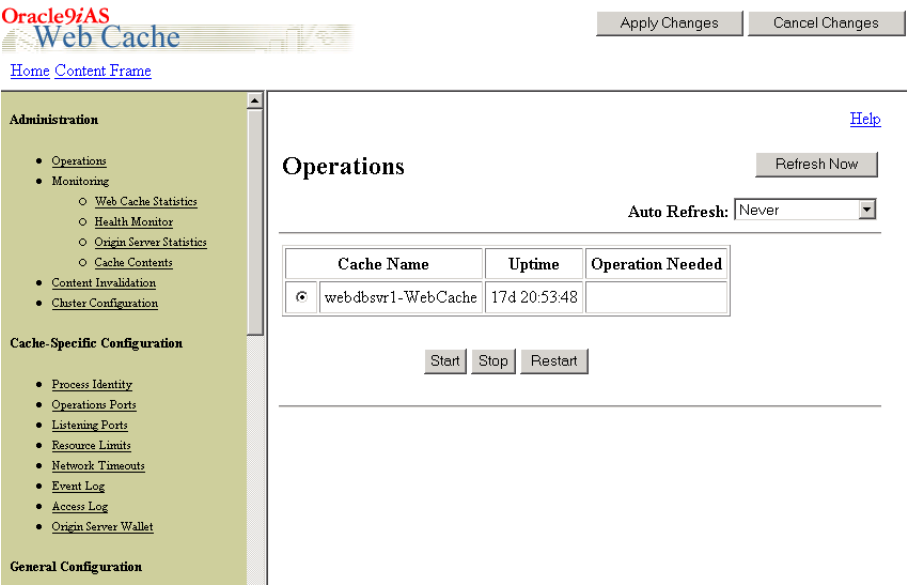 Oracle9iAS
Web Cache
Apply Changes
Cancel Changes
Home Content Frame
Administration
Operations
Monitoring
Web Cache Statistics
Health Monitor
Origin Server Statistics
Cache Contents
Content Invalidation
Cluster Configuration
Cache-Specific Configuration
Process Identity
Operations Ports
Listening Ports
Resource Limits
Network Timeouts
Event Log
Access Log
Origin Server Wallet
General Configuration
Help
Operations
Refresh Now
Auto Refresh: Never
Cache Name Uptime Operation Needed
webdbsvr1-WebCache 17d 20:53:48
Start Stop Restart